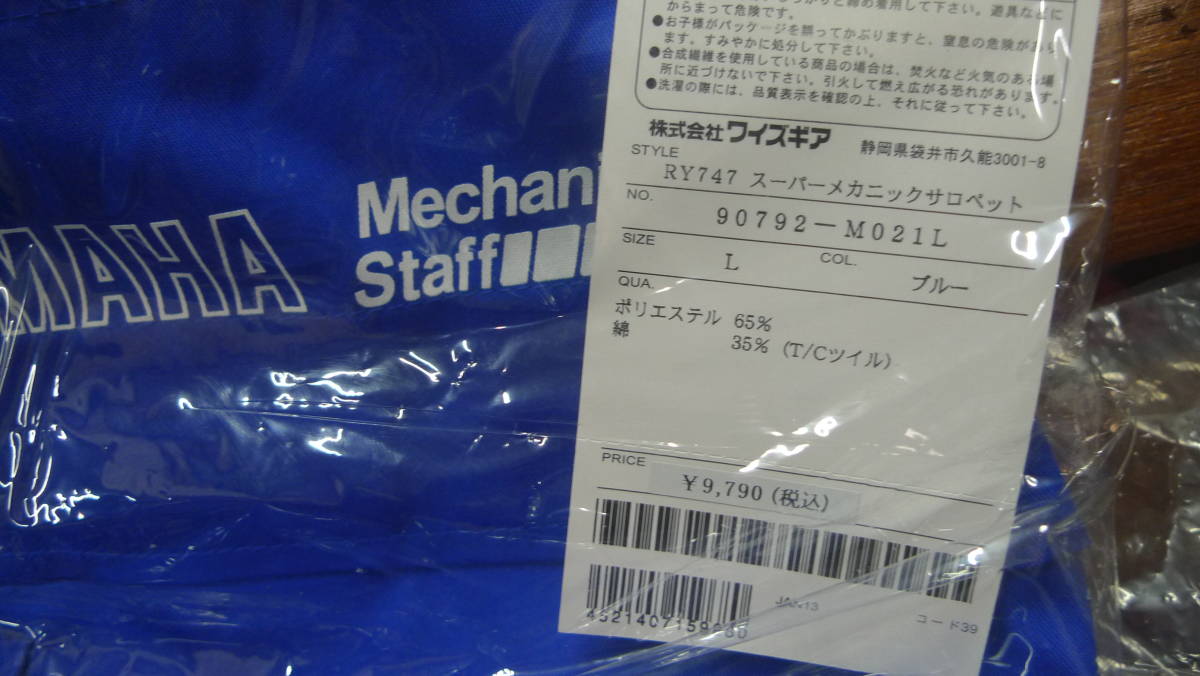 からまって危険です。
●お子様がパッケージを誤ってかぶりますと、窒息の危険があり
ます。すみやかに処分して下さい。
●合成繊維を使用している商品の場合は、焚火など火気のある場
所に近づけないで下さい。引火して燃え広がる恐れがあります。
●洗濯の際には、品質表示を確認の上、それに従って下さい。
株式会社ワイズギア 静岡県袋井市久能3001-8
STYLE
RY747 スーパーメカニックサロペット
NO.
90792-M021L
SIZE COL.
L ブルー
QUA.
ポリエステル 65%
綿 35% (T/Cツイル)
PRICE
¥9,790(税込)
JAN13
コード39
MAHA
Mechani
Staff